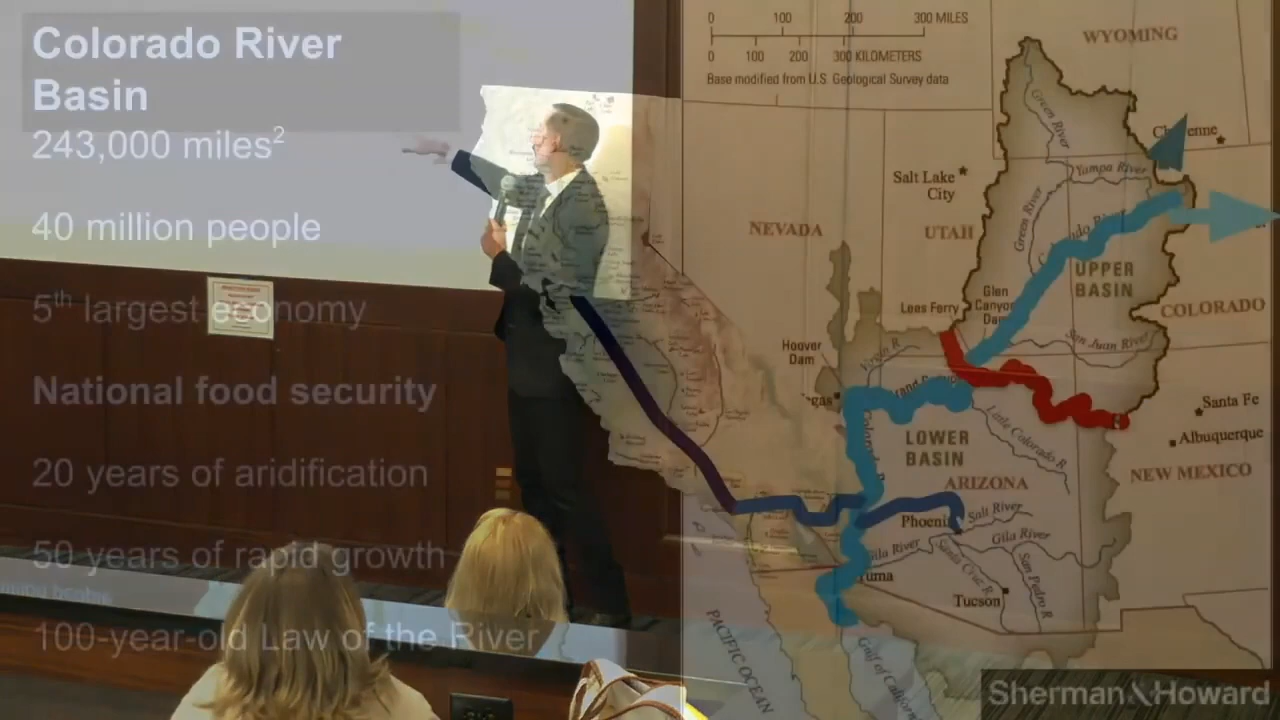 Colorado River
Basin
243,000 miles²
40 million people
5th largest economy
National food security
20 years of aridification
50 years of rapid growth
100-year-old Law of the River
0 100 200 300 MILES
0 100 200 300 KILOMETERS
Base modified from U.S Geological Survey data
WYOMING
Green River
Yampa River
Salt Lake
City
Green River
NEVADA
UTAH
UPPER
BASIN
Glen
Canyon
Dam
Lees Ferry
COLORADO
San Juan River
Hoover
Dam
Virgin R
Santa Fe
Little Colorado R
Albuquerque
LOWER
BASIN
NEW MEXICO
ARIZONA
Salt River
Phoenix
Gila River
Gila River
Santa Cruz R
San Pedro R
Yuma
Tucson
PACIFIC OCEAN
Gulf of California
Sherman & Howard